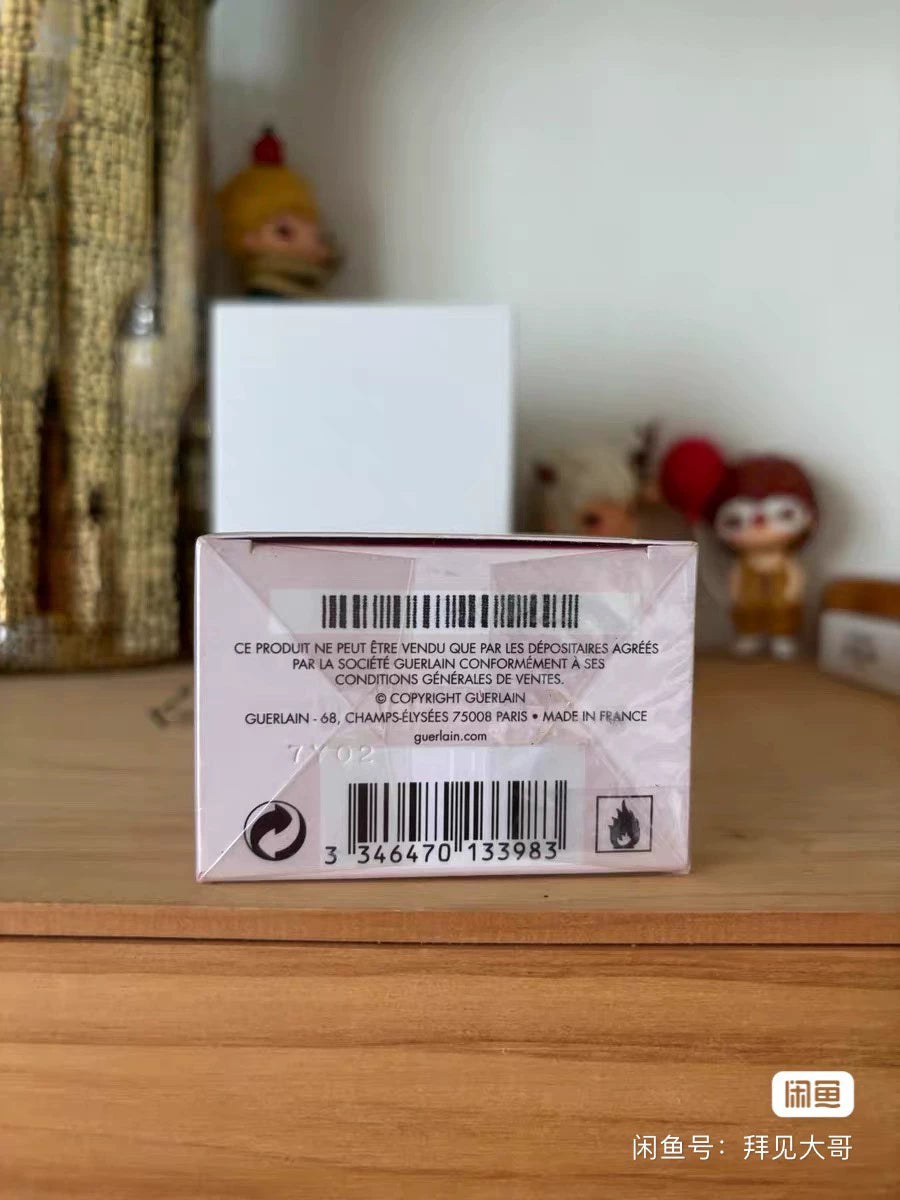 CE PRODUIT NE PEUT ÊTRE VENDU QUE PAR LES DÉPOSITAIRES AGRÉÉS
PAR LA SOCIÉTÉ GUERLAIN CONFORMÉMENT À SES
CONDITIONS GÉNÉRALES DE VENTES.
© COPYRIGHT GUERLAIN
GUERLAIN - 68, CHAMPS-ÉLYSÉES 75008 PARIS • MADE IN FRANCE
guerlain.com
7Y02
3 346470 133983
闲鱼
闲鱼号：拜见大哥